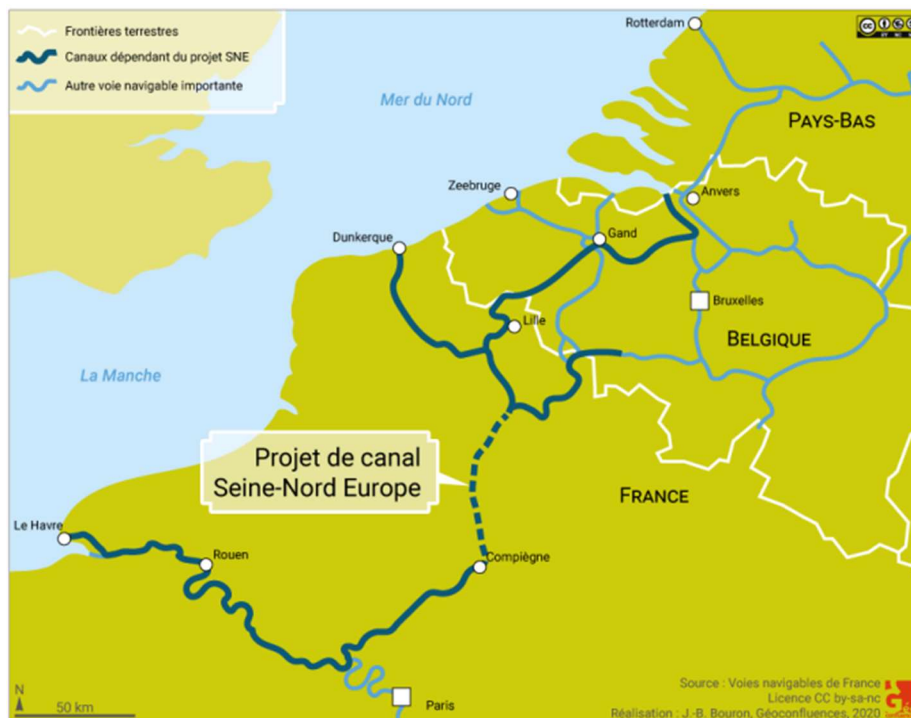 Frontières terrestres
Canaux dépendant du projet SNE
Autre voie navigable importante
Rotterdam
Mer du Nord
PAYS-BAS
Zeebruge
Anvers
Dunkerque
Gand
Bruxelles
Lille
BELGIQUE
La Manche
Projet de canal
Seine-Nord Europe
FRANCE
Le Havre
Rouen
Compiègne
N
50 km
Paris
Source : Voies navigables de France
Licence CC by-sa-nc
Réalisation : J.-B. Bouron, Géoconfluences, 2020